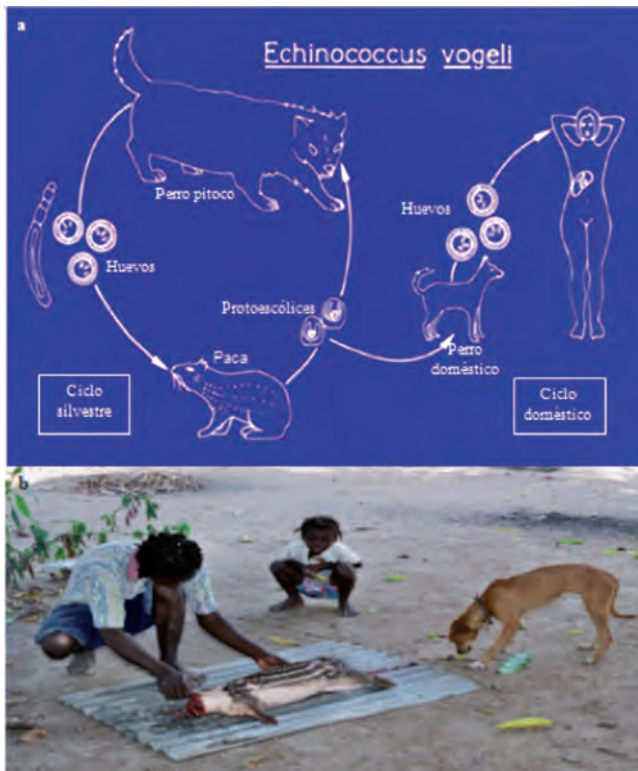 a
Echinococcus vogeli
Perro pitoco
Huevos
Huevos
Protoescólices
Paca
Perro
doméstico
Ciclo
silvestre
Ciclo
doméstico
b